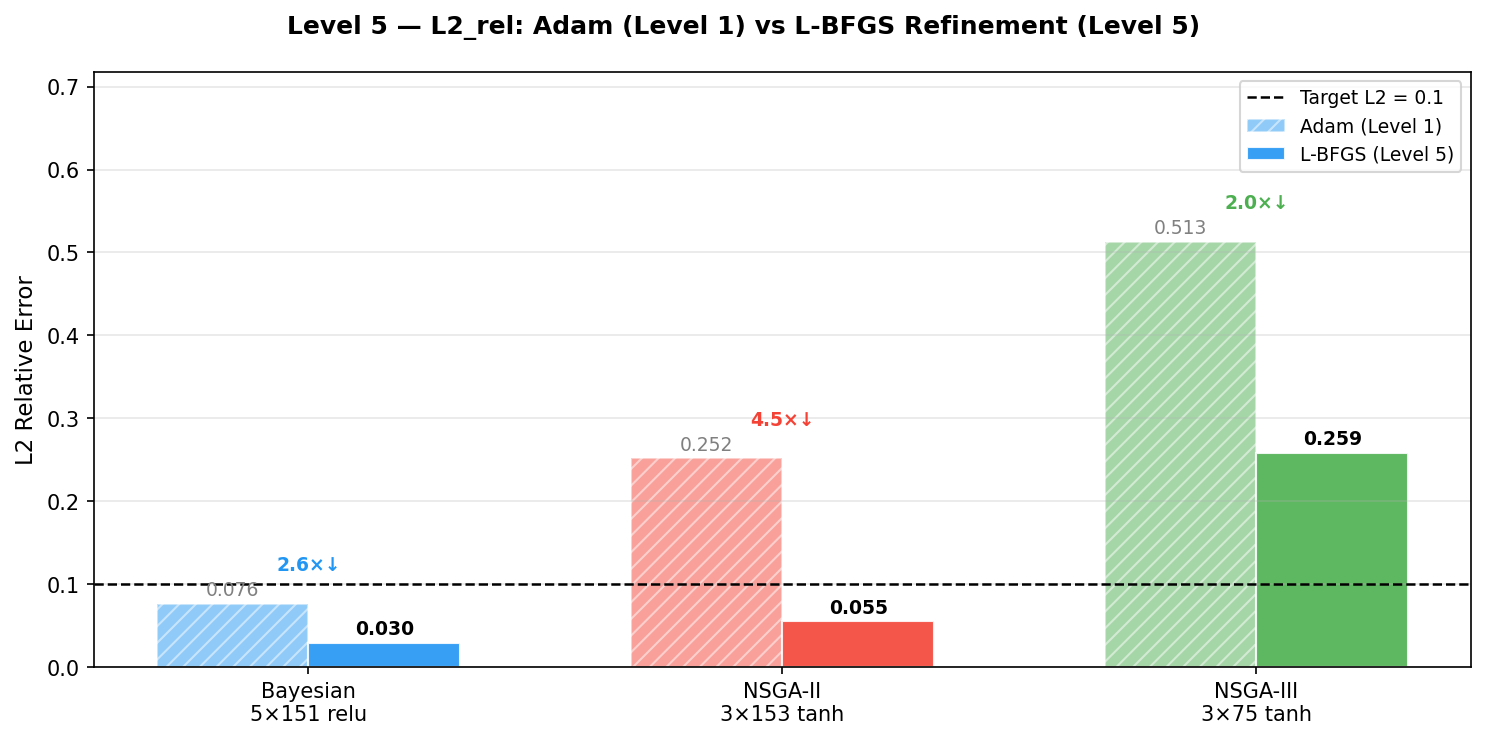 Level 5 — L2_rel: Adam (Level 1) vs L-BFGS Refinement (Level 5)
L2 Relative Error
0.7
0.6
0.5
0.4
0.3
0.2
0.1
0.0
Target L2 = 0.1
Adam (Level 1)
L-BFGS (Level 5)
0.076
2.6×↓
0.030
0.252
4.5×↓
0.055
0.513
2.0×↓
0.259
Bayesian
5×151 relu
NSGA-II
3×153 tanh
NSGA-III
3×75 tanh